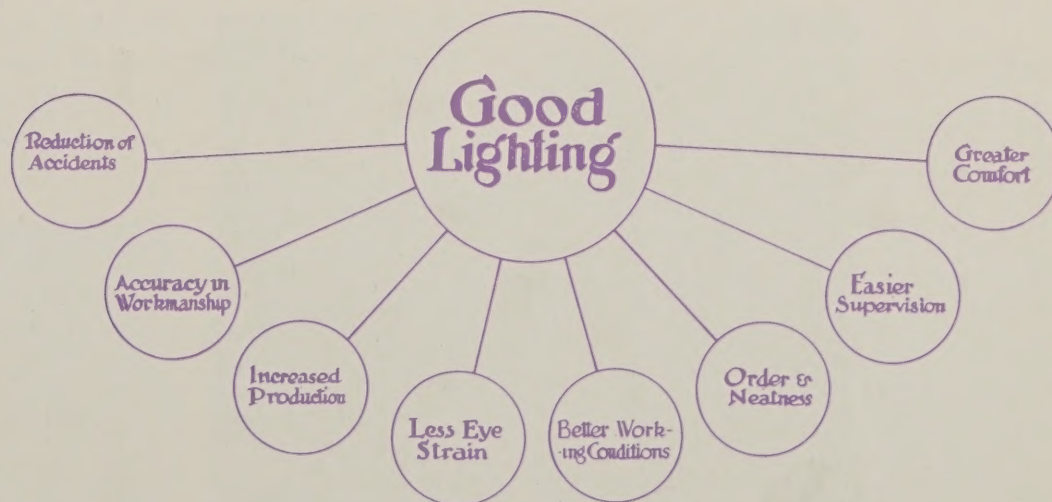 Good
Lighting
Reduction of
Accidents
Accuracy in
Workmanship
Increased
Production
Less Eye
Strain
Better Work-
-ing Conditions
Order &
Neatness
Easier
Supervision
Greater
Comfort